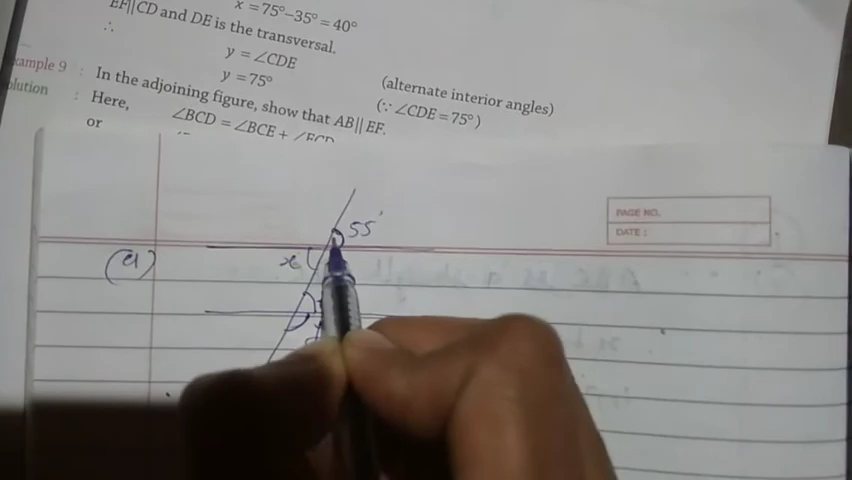 x = 75° – 35° = 40°
EF||CD and DE is the transversal.
∴
y = ∠CDE (alternate interior angles)
y = 75° (∵ ∠CDE = 75°)
ample 9 : In the adjoining figure, show that AB || EF.
olution : Here, ∠BCD = ∠BCE + ∠ECD
or
PAGE NO.
DATE :
(a)
55°
x